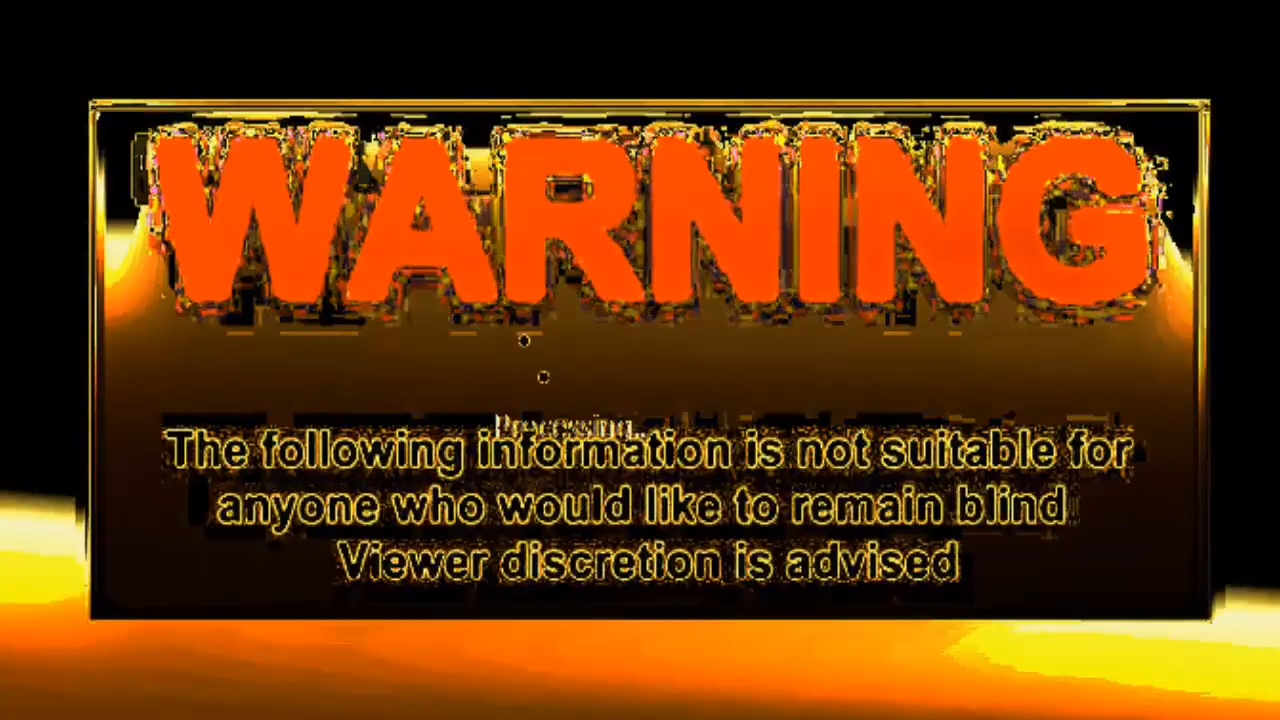 WARNING
Processing...
The following information is not suitable for
anyone who would like to remain blind
Viewer discretion is advised